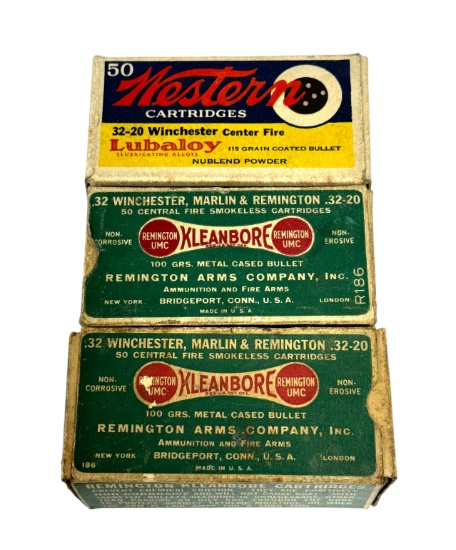 50 Western
CARTRIDGES
32-20 Winchester Center Fire
Lubaloy 115 GRAIN COATED BULLET
(LUBRICATING ALLOY)
NUBLEND POWDER
.32 WINCHESTER, MARLIN & REMINGTON .32-20
50 CENTRAL FIRE SMOKELESS CARTRIDGES
NON-CORROSIVE REMINGTON UMC KLEANBORE REMINGTON UMC NON-EROSIVE
100 GRS. METAL CASED BULLET
REMINGTON ARMS COMPANY, INC.
AMMUNITION AND FIRE ARMS
NEW YORK BRIDGEPORT, CONN., U.S.A. LONDON R186
MADE IN U.S.A.
.32 WINCHESTER, MARLIN & REMINGTON .32-20
50 CENTRAL FIRE SMOKELESS CARTRIDGES
NON-CORROSIVE REMINGTON UMC KLEANBORE REMINGTON UMC NON-EROSIVE
100 GRS. METAL CASED BULLET
REMINGTON ARMS COMPANY, INC.
AMMUNITION AND FIRE ARMS
NEW YORK BRIDGEPORT, CONN., U.S.A. LONDON
186 MADE IN U.S.A.
REMINGTON KLEANBORE CARTRIDGES